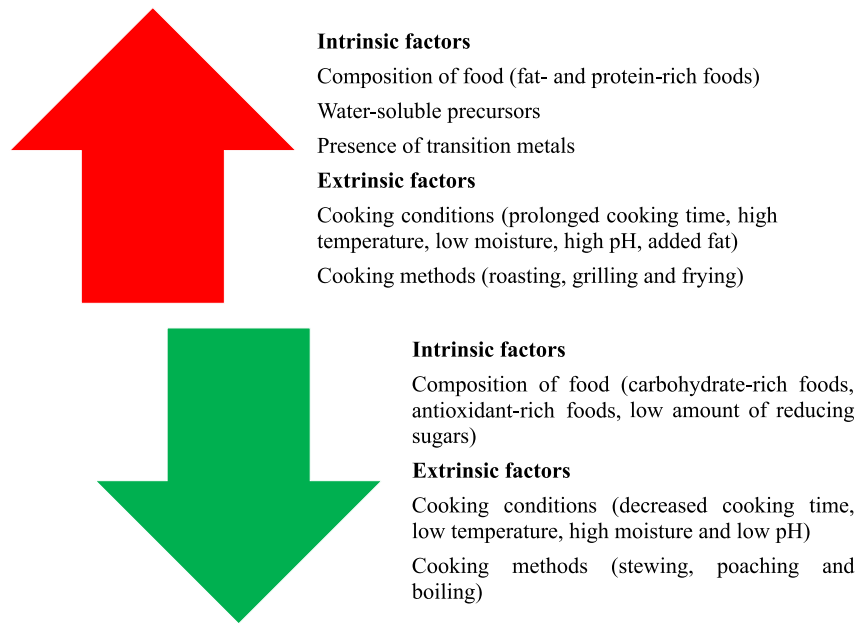 Intrinsic factors
Composition of food (fat- and protein-rich foods)
Water-soluble precursors
Presence of transition metals
Extrinsic factors
Cooking conditions (prolonged cooking time, high
temperature, low moisture, high pH, added fat)
Cooking methods (roasting, grilling and frying)
Intrinsic factors
Composition of food (carbohydrate-rich foods,
antioxidant-rich foods, low amount of reducing
sugars)
Extrinsic factors
Cooking conditions (decreased cooking time,
low temperature, high moisture and low pH)
Cooking methods (stewing, poaching and
boiling)